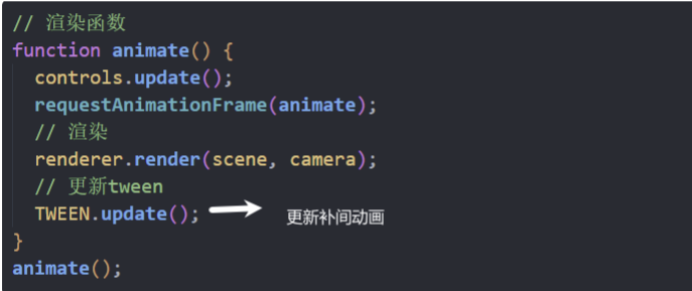 // 渲染函数
function animate() {
controls.update();
requestAnimationFrame(animate);
// 渲染
renderer.render(scene, camera);
// 更新tween
TWEEN.update(); 更新补间动画
}
animate();